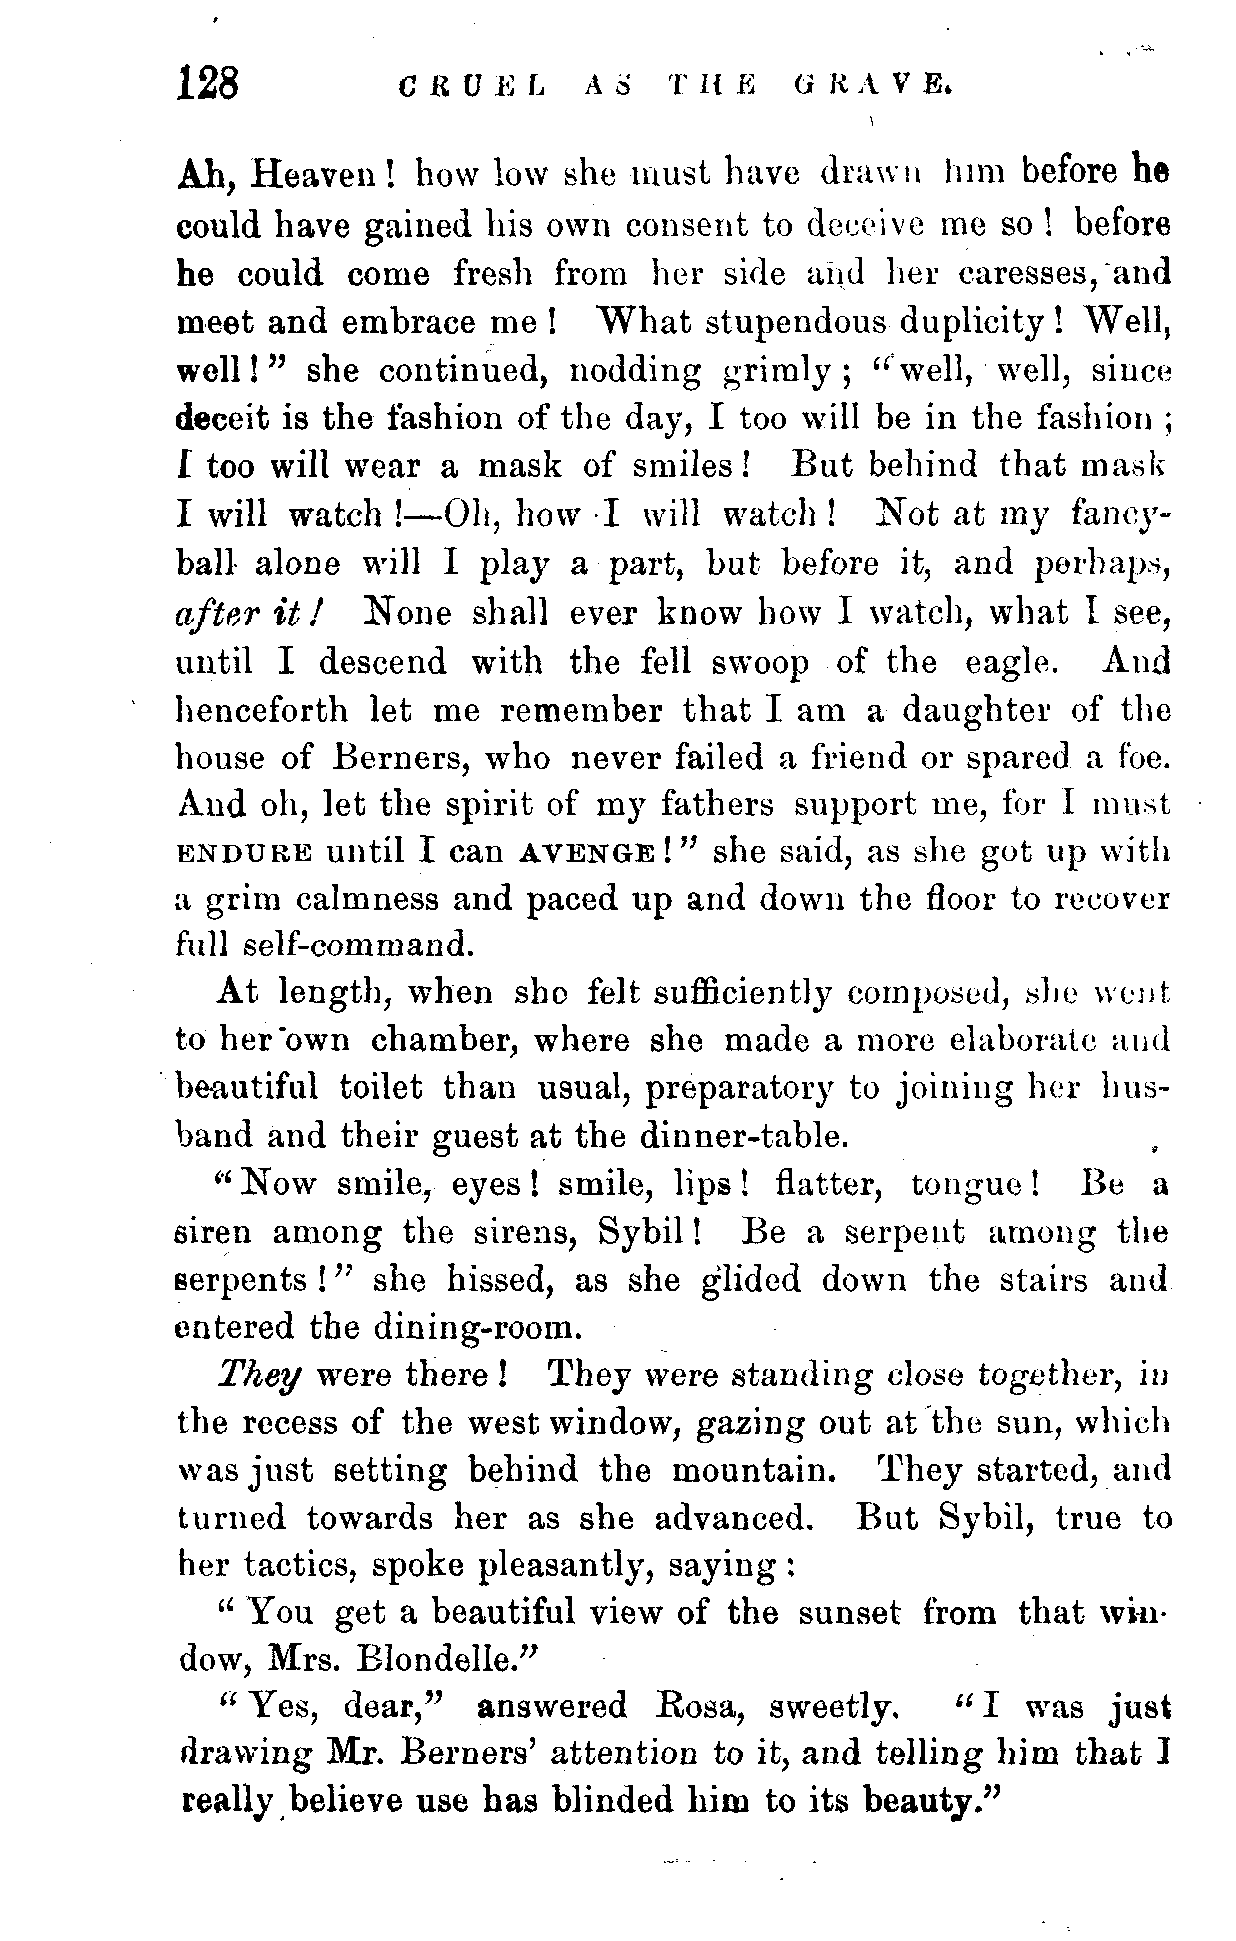 128 CRUEL AS THE GRAVE.
Ah, Heaven! how low she must have drawn him before he
could have gained his own consent to deceive me so! before
he could come fresh from her side and her caresses, and
meet and embrace me! What stupendous duplicity! Well,
well!" she continued, nodding grimly; "well, well, since
deceit is the fashion of the day, I too will be in the fashion;
I too will wear a mask of smiles! But behind that mask
I will watch!—Oh, how I will watch! Not at my fancy-
ball alone will I play a part, but before it, and perhaps,
after it! None shall ever know how I watch, what I see,
until I descend with the fell swoop of the eagle. And
henceforth let me remember that I am a daughter of the
house of Berners, who never failed a friend or spared a foe.
And oh, let the spirit of my fathers support me, for I must
ENDURE until I can AVENGE!" she said, as she got up with
a grim calmness and paced up and down the floor to recover
full self-command.
At length, when she felt sufficiently composed, she went
to her own chamber, where she made a more elaborate and
beautiful toilet than usual, preparatory to joining her hus-
band and their guest at the dinner-table.
"Now smile, eyes! smile, lips! flatter, tongue! Be a
siren among the sirens, Sybil! Be a serpent among the
serpents!" she hissed, as she glided down the stairs and
entered the dining-room.
They were there! They were standing close together, in
the recess of the west window, gazing out at the sun, which
was just setting behind the mountain. They started, and
turned towards her as she advanced. But Sybil, true to
her tactics, spoke pleasantly, saying:
"You get a beautiful view of the sunset from that win-
dow, Mrs. Blondelle."
"Yes, dear," answered Rosa, sweetly. "I was just
drawing Mr. Berners' attention to it, and telling him that I
really believe use has blinded him to its beauty."